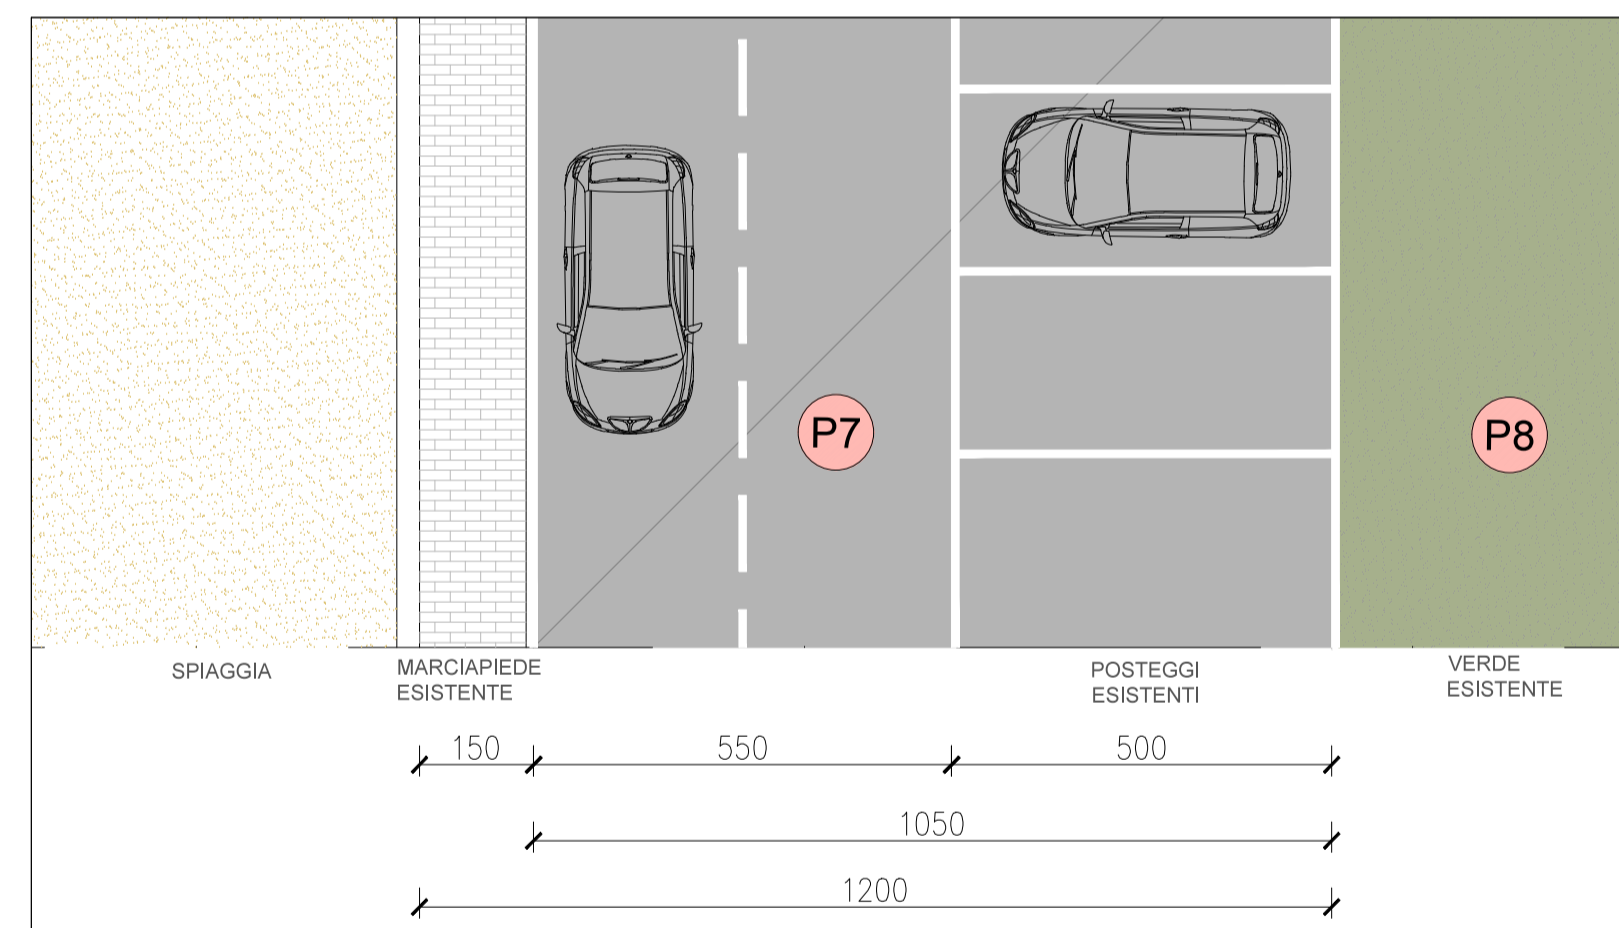 P7
P8
SPIAGGIA
MARCIAPIEDE
ESISTENTE
POSTEGGI
ESISTENTI
VERDE
ESISTENTE
150
550
500
1050
1200